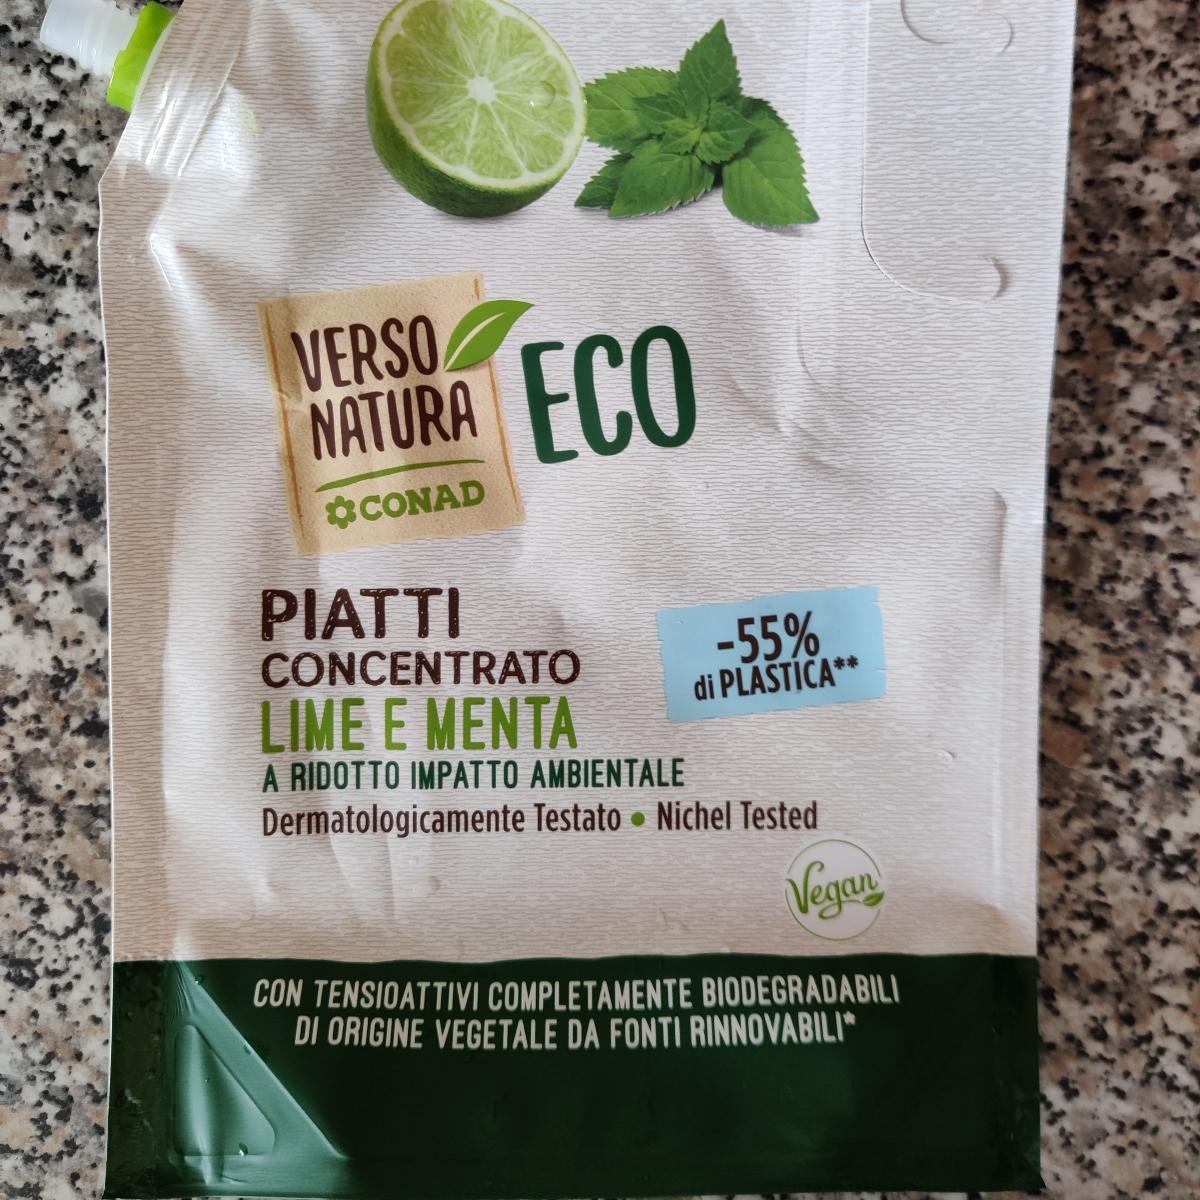 VERSO
NATURA
CONAD
ECO
PIATTI
CONCENTRATO
LIME E MENTA
A RIDOTTO IMPATTO AMBIENTALE
Dermatologicamente Testato • Nichel Tested
-55%
di PLASTICA**
Vegan
CON TENSIOATTIVI COMPLETAMENTE BIODEGRADABILI
DI ORIGINE VEGETALE DA FONTI RINNOVABILI*